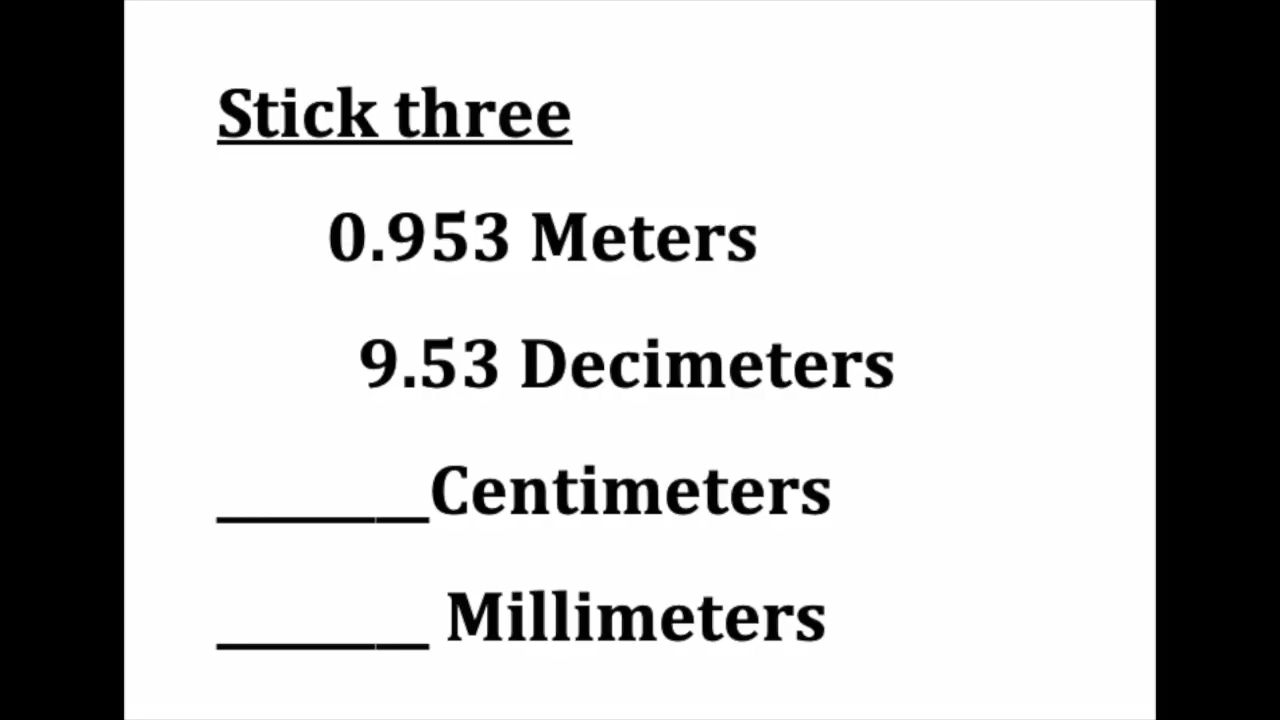 Stick three
0.953 Meters
9.53 Decimeters
________Centimeters
________ Millimeters